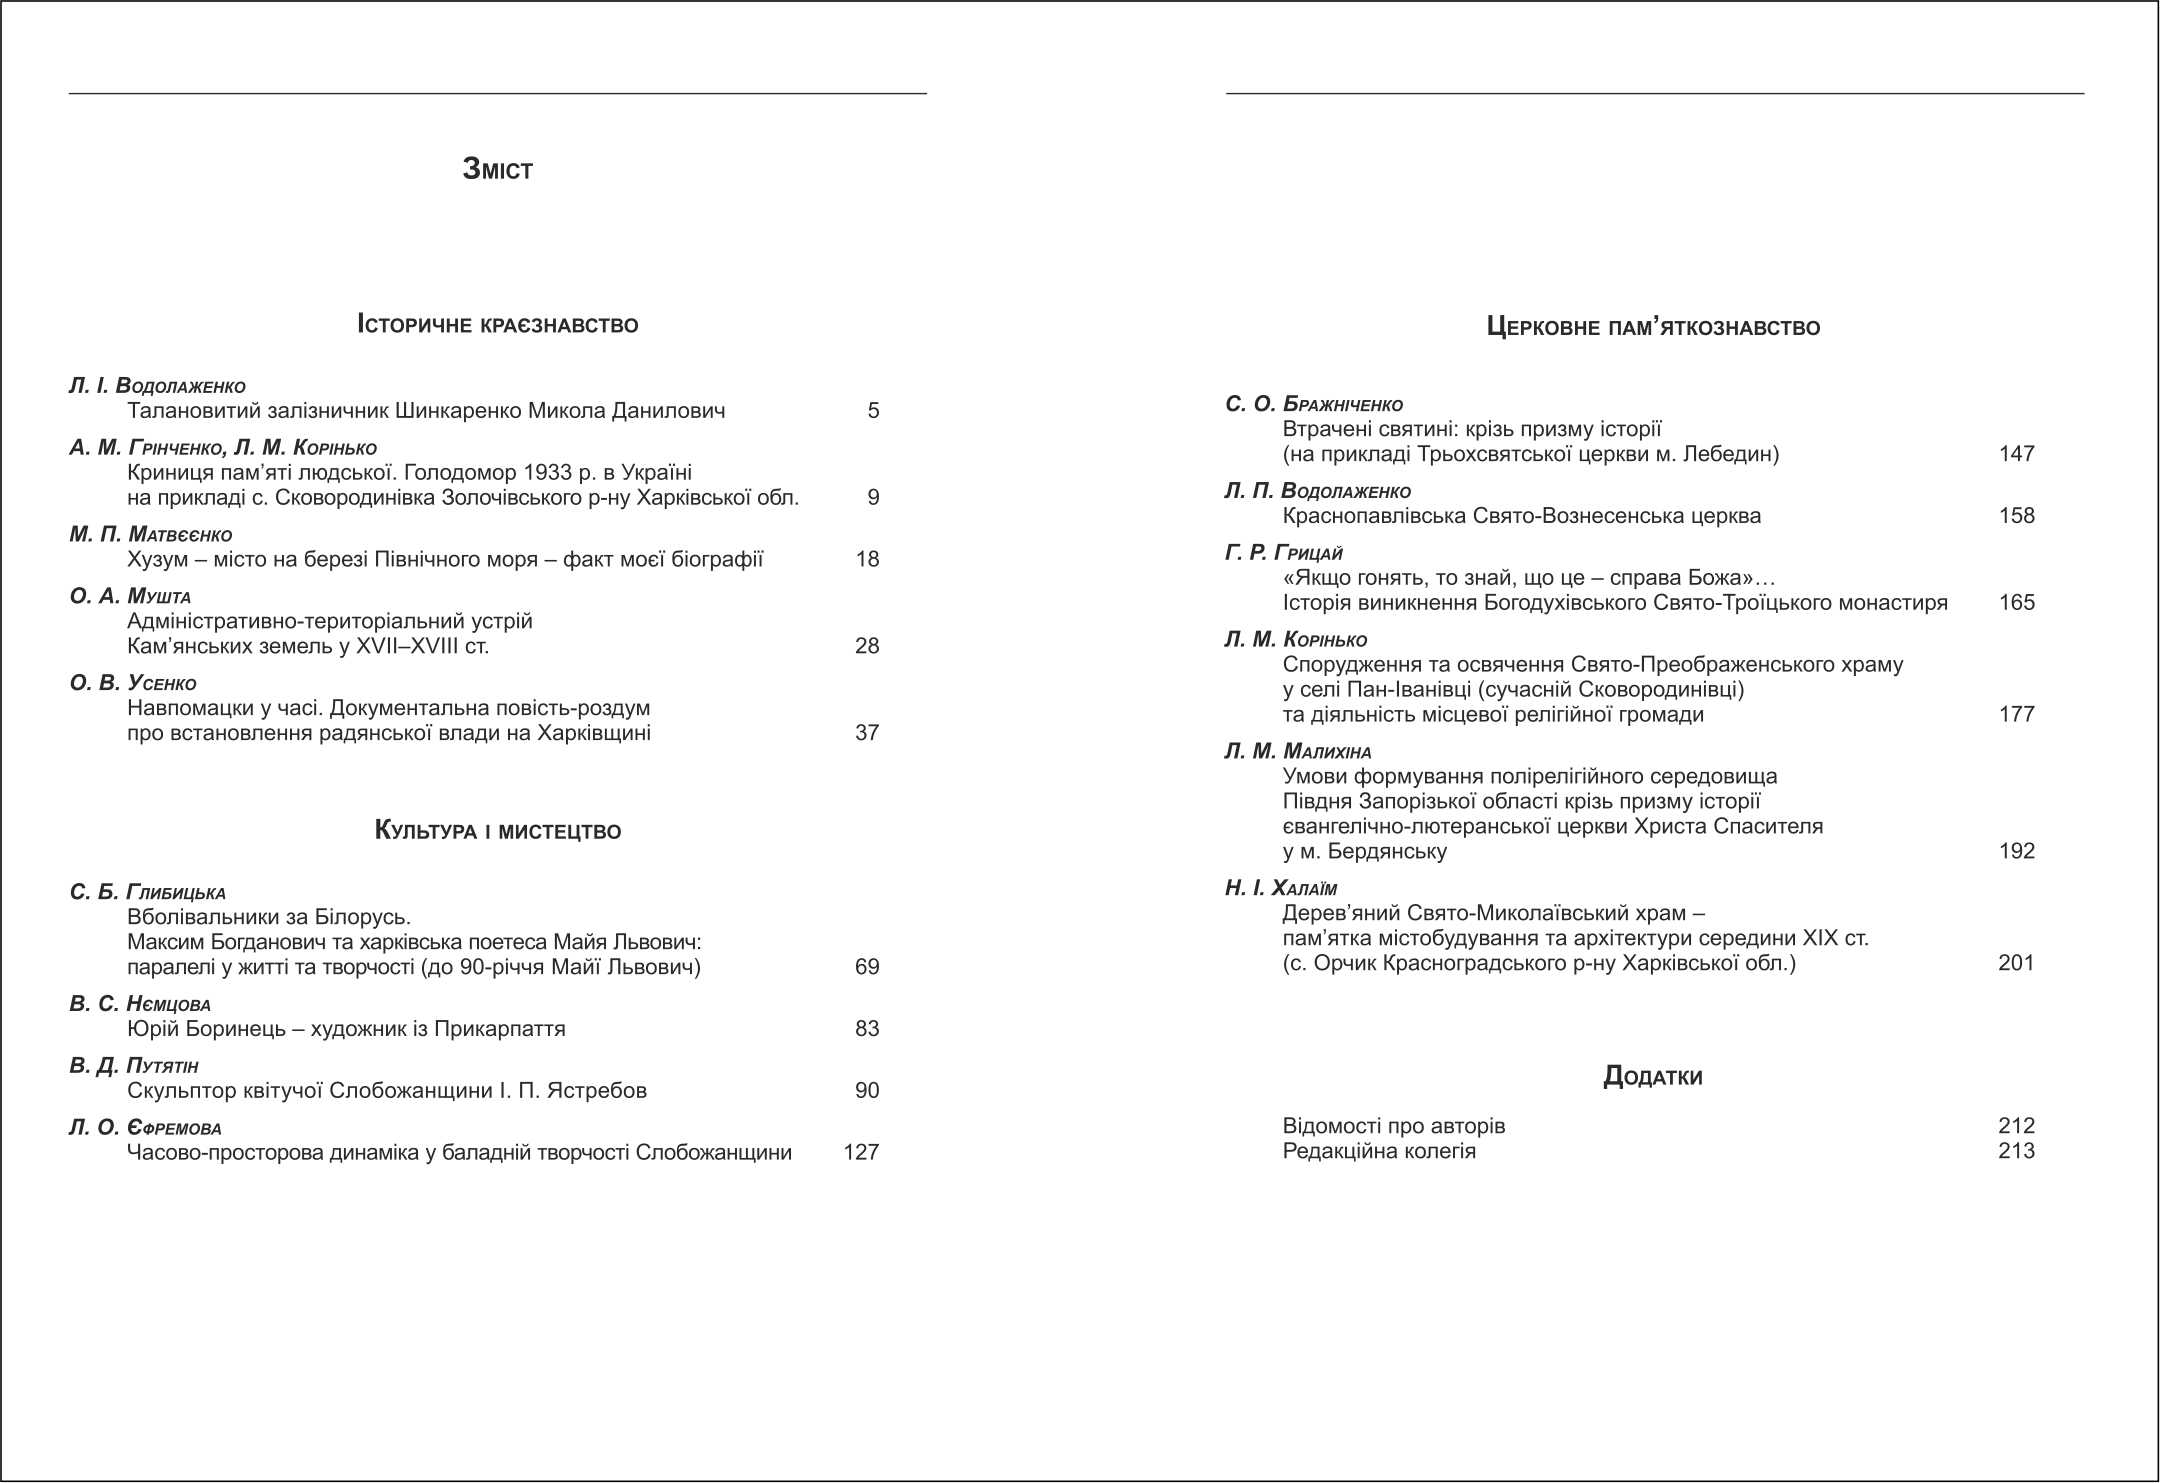 Зміст
Історичне краєзнавство
Л. І. Водолаженко
Талановитий залізничник Шинкаренко Микола Данилович 5
А. М. Грінченко, Л. М. Корінько
Криниця пам’яті людської. Голодомор 1933 р. в Україні
на прикладі с. Сковородинівка Золочівського р-ну Харківської обл. 9
М. П. Матвєєнко
Хузум – місто на березі Північного моря – факт моєї біографії 18
О. А. Мушта
Адміністративно-територіальний устрій
Кам’янських земель у XVII–XVIII ст. 28
О. В. Усенко
Навпомацки у часі. Документальна повість-роздум
про встановлення радянської влади на Харківщині 37
Культура і мистецтво
С. Б. Глибицька
Вболівальники за Білорусь.
Максим Богданович та харківська поетеса Майя Львович:
паралелі у житті та творчості (до 90-річчя Майї Львович) 69
В. С. Нємцова
Юрій Боринець – художник із Прикарпаття 83
В. Д. Путятін
Скульптор квітучої Слобожанщини І. П. Ястребов 90
Л. О. Єфремова
Часово-просторова динаміка у баладній творчості Слобожанщини 127
Церковне пам’яткознавство
С. О. Бражніченко
Втрачені святині: крізь призму історії
(на прикладі Трьохсвятської церкви м. Лебедин) 147
Л. П. Водолаженко
Краснопавлівська Свято-Вознесенська церква 158
Г. Р. Грицай
«Якщо гонять, то знай, що це – справа Божа»…
Історія виникнення Богодухівського Свято-Троїцького монастиря 165
Л. М. Корінько
Спорудження та освячення Свято-Преображенського храму
у селі Пан-Іванівці (сучасній Сковородинівці)
та діяльність місцевої релігійної громади 177
Л. М. Малихіна
Умови формування полірелігійного середовища
Півдня Запорізької області крізь призму історії
євангелічно-лютеранської церкви Христа Спасителя
у м. Бердянську 192
Н. І. Халаїм
Дерев’яний Свято-Миколаївський храм –
пам’ятка містобудування та архітектури середини ХІХ ст.
(с. Орчик Красноградського р-ну Харківської обл.) 201
Додатки
Відомості про авторів 212
Редакційна колегія 213